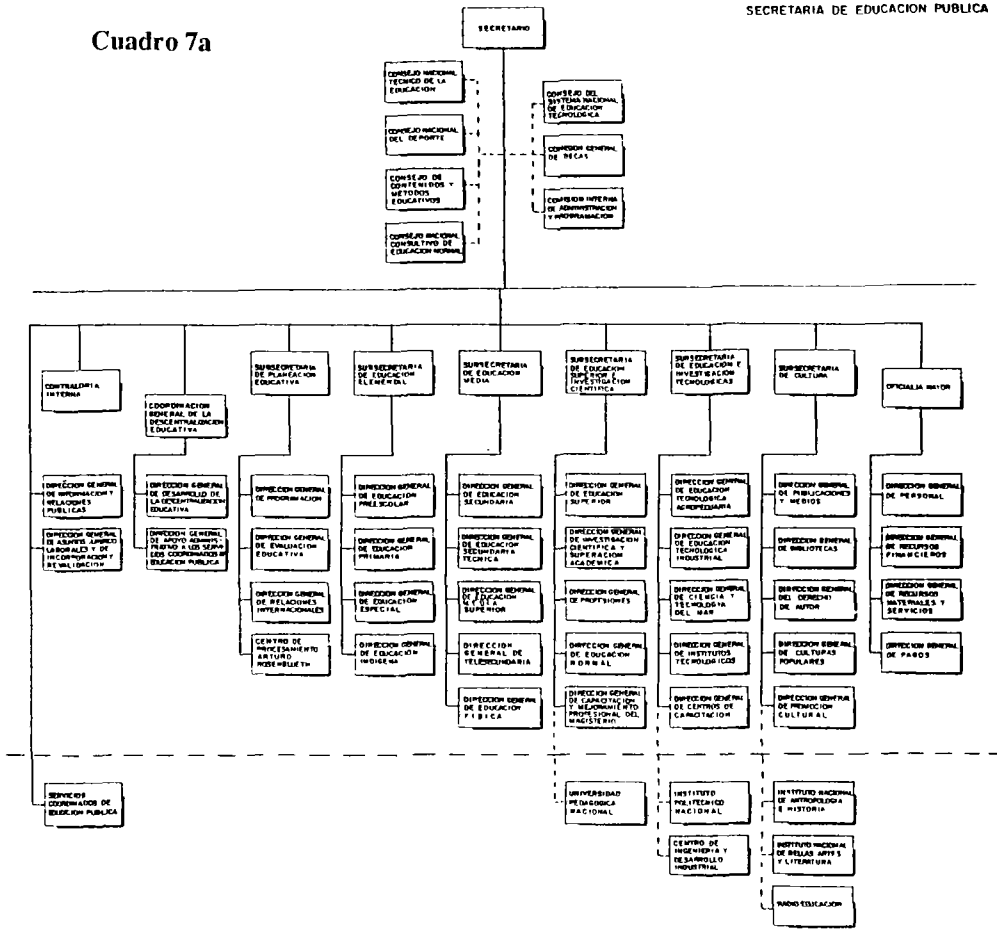 SECRETARIA DE EDUCACION PUBLICA
Cuadro 7a
SECRETARIO
CONSEJO NACIONAL
TECNICO DE LA
EDUCACION
CONSEJO NACIONAL
DEL DEPORTE
CONSEJO DE
CONTENIDOS Y
METODOS
EDUCATIVOS
CONSEJO NACIONAL
CONSULTIVO DE
EDUCACION NORMAL
CONSEJO DEL
SISTEMA NACIONAL
DE EDUCACION
TECNOLOGICA
COMISION GENERAL
DE BECAS
COMISION INTERNA
DE ADMINISTRACION
Y PROGRAMACION
CONTRALORIA
INTERNA
COORDINACION
GENERAL DE LA
DESCENTRALIZACION
EDUCATIVA
SUBSECRETARIA
DE PLANEACION
EDUCATIVA
SUBSECRETARIA
DE EDUCACION
ELEMENTAL
SUBSECRETARIA
DE EDUCACION
MEDIA
SUBSECRETARIA
DE EDUCACION
SUPERIOR E
INVESTIGACION
CIENTIFICA
SUBSECRETARIA
DE EDUCACION E
INVESTIGACION
TECNOLOGICAS
SUBSECRETARIA
DE CULTURA
OFICIALIA MAYOR
DIRECCION GENERAL
DE INFORMACION Y
RELACIONES
PUBLICAS
DIRECCION GENERAL
DE ASUNTOS JURIDICO
LABORALES Y DE
INCORPORACION Y
REVALIDACION
DIRECCION GENERAL
DE DESARROLLO DE
LA DESCENTRALIZACION
EDUCATIVA
DIRECCION GENERAL
DE APOYO ADMINIS-
TRATIVO A LOS SERVI-
CIOS COORDINADOS DE
EDUCACION PUBLICA
DIRECCION GENERAL
DE PROGRAMACION
DIRECCION GENERAL
DE EVALUACION
EDUCATIVA
DIRECCION GENERAL
DE RELACIONES
INTERNACIONALES
CENTRO DE
PROCESAMIENTO
ARTURO
ROSENBLUETH
DIRECCION GENERAL
DE EDUCACION
PREESCOLAR
DIRECCION GENERAL
DE EDUCACION
PRIMARIA
DIRECCION GENERAL
DE EDUCACION
ESPECIAL
DIRECCION GENERAL
DE EDUCACION
INDIGENA
DIRECCION GENERAL
DE EDUCACION
SECUNDARIA
DIRECCION GENERAL
DE EDUCACION
SECUNDARIA
TECNICA
DIRECCION GENERAL
DE EDUCACION
MEDIA
SUPERIOR
DIRECCION
GENERAL DE
TELESECUNDARIA
DIRECCION GENERAL
DE EDUCACION
FISICA
DIRECCION GENERAL
DE EDUCACION
SUPERIOR
DIRECCION GENERAL
DE INVESTIGACION
CIENTIFICA Y
SUPERACION
ACADEMICA
DIRECCION GENERAL
DE PROFESIONES
DIRECCION GENERAL
DE EDUCACION
NORMAL
DIRECCION GENERAL
DE CAPACITACION
Y MEJORAMIENTO
PROFESIONAL DEL
MAGISTERIO
DIRECCION GENERAL
DE EDUCACION
TECNOLOGICA
AGROPECUARIA
DIRECCION GENERAL
DE EDUCACION
TECNOLOGICA
INDUSTRIAL
DIRECCION GENERAL
DE CIENCIA Y
TECNOLOGIA
DEL MAR
DIRECCION GENERAL
DE INSTITUTOS
TECNOLOGICOS
DIRECCION GENERAL
DE CENTROS DE
CAPACITACION
DIRECCION GENERAL
DE PUBLICACIONES
Y MEDIOS
DIRECCION GENERAL
DE BIBLIOTECAS
DIRECCION GENERAL
DEL DERECHO
DE AUTOR
DIRECCION GENERAL
DE CULTURAS
POPULARES
DIRECCION GENERAL
DE PROMOCION
CULTURAL
DIRECCION GENERAL
DE PERSONAL
DIRECCION GENERAL
DE RECURSOS
FINANCIEROS
DIRECCION GENERAL
DE RECURSOS
MATERIALES Y
SERVICIOS
DIRECCION GENERAL
DE PAGOS
SERVICIOS
COORDINADOS DE
EDUCION PUBLICA
UNIVERSIDAD
PEDAGOGICA
NACIONAL
INSTITUTO
POLITECNICO
NACIONAL
CENTRO DE
INGENIERIA Y
DESARROLLO
INDUSTRIAL
INSTITUTO NACIONAL
DE ANTROPOLOGIA
E HISTORIA
INSTITUTO NACIONAL
DE BELLAS ARTES
Y LITERATURA
RADIO EDUCACION